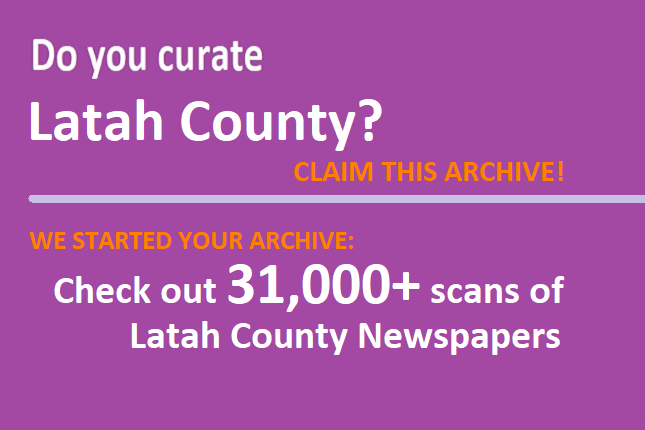 Do you curate
Latah County?
CLAIM THIS ARCHIVE!
WE STARTED YOUR ARCHIVE:
Check out 31,000+ scans of
Latah County Newspapers